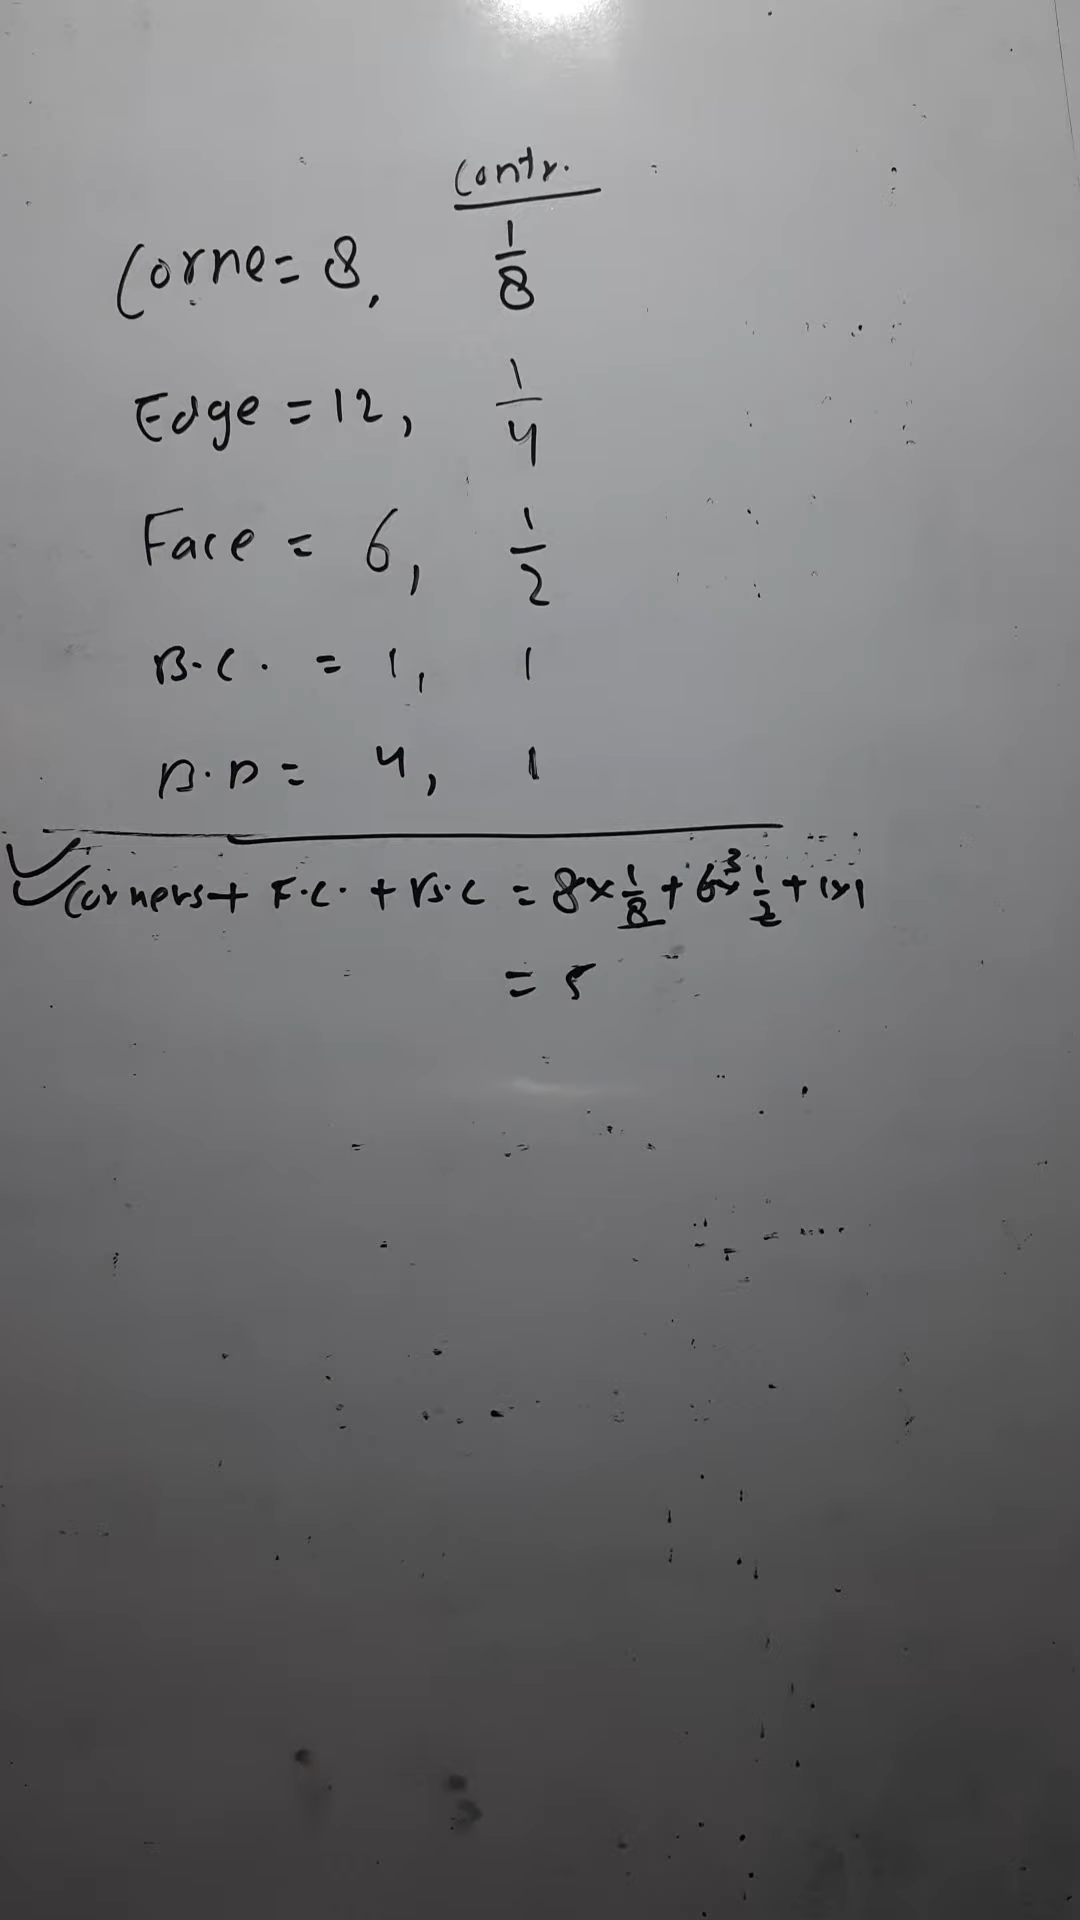 Contr.
Corne = 8, 1/8
Edge = 12, 1/4
Face = 6, 1/2
B.C. = 1, 1
B.D = 4, 1
Corners + F.C. + B.C = 8 × 1/8 + 6 × 3 1/2 + 1×1
= 5